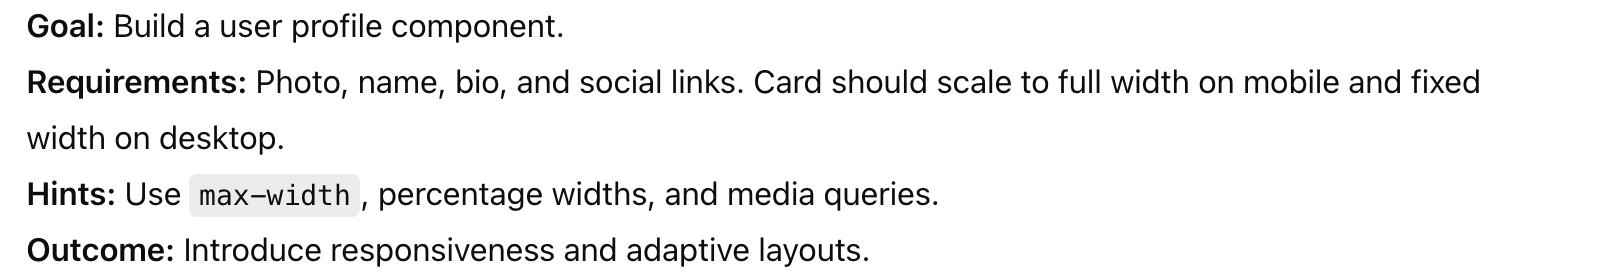 Goal: Build a user profile component.
Requirements: Photo, name, bio, and social links. Card should scale to full width on mobile and fixed
width on desktop.
Hints: Use max-width, percentage widths, and media queries.
Outcome: Introduce responsiveness and adaptive layouts.